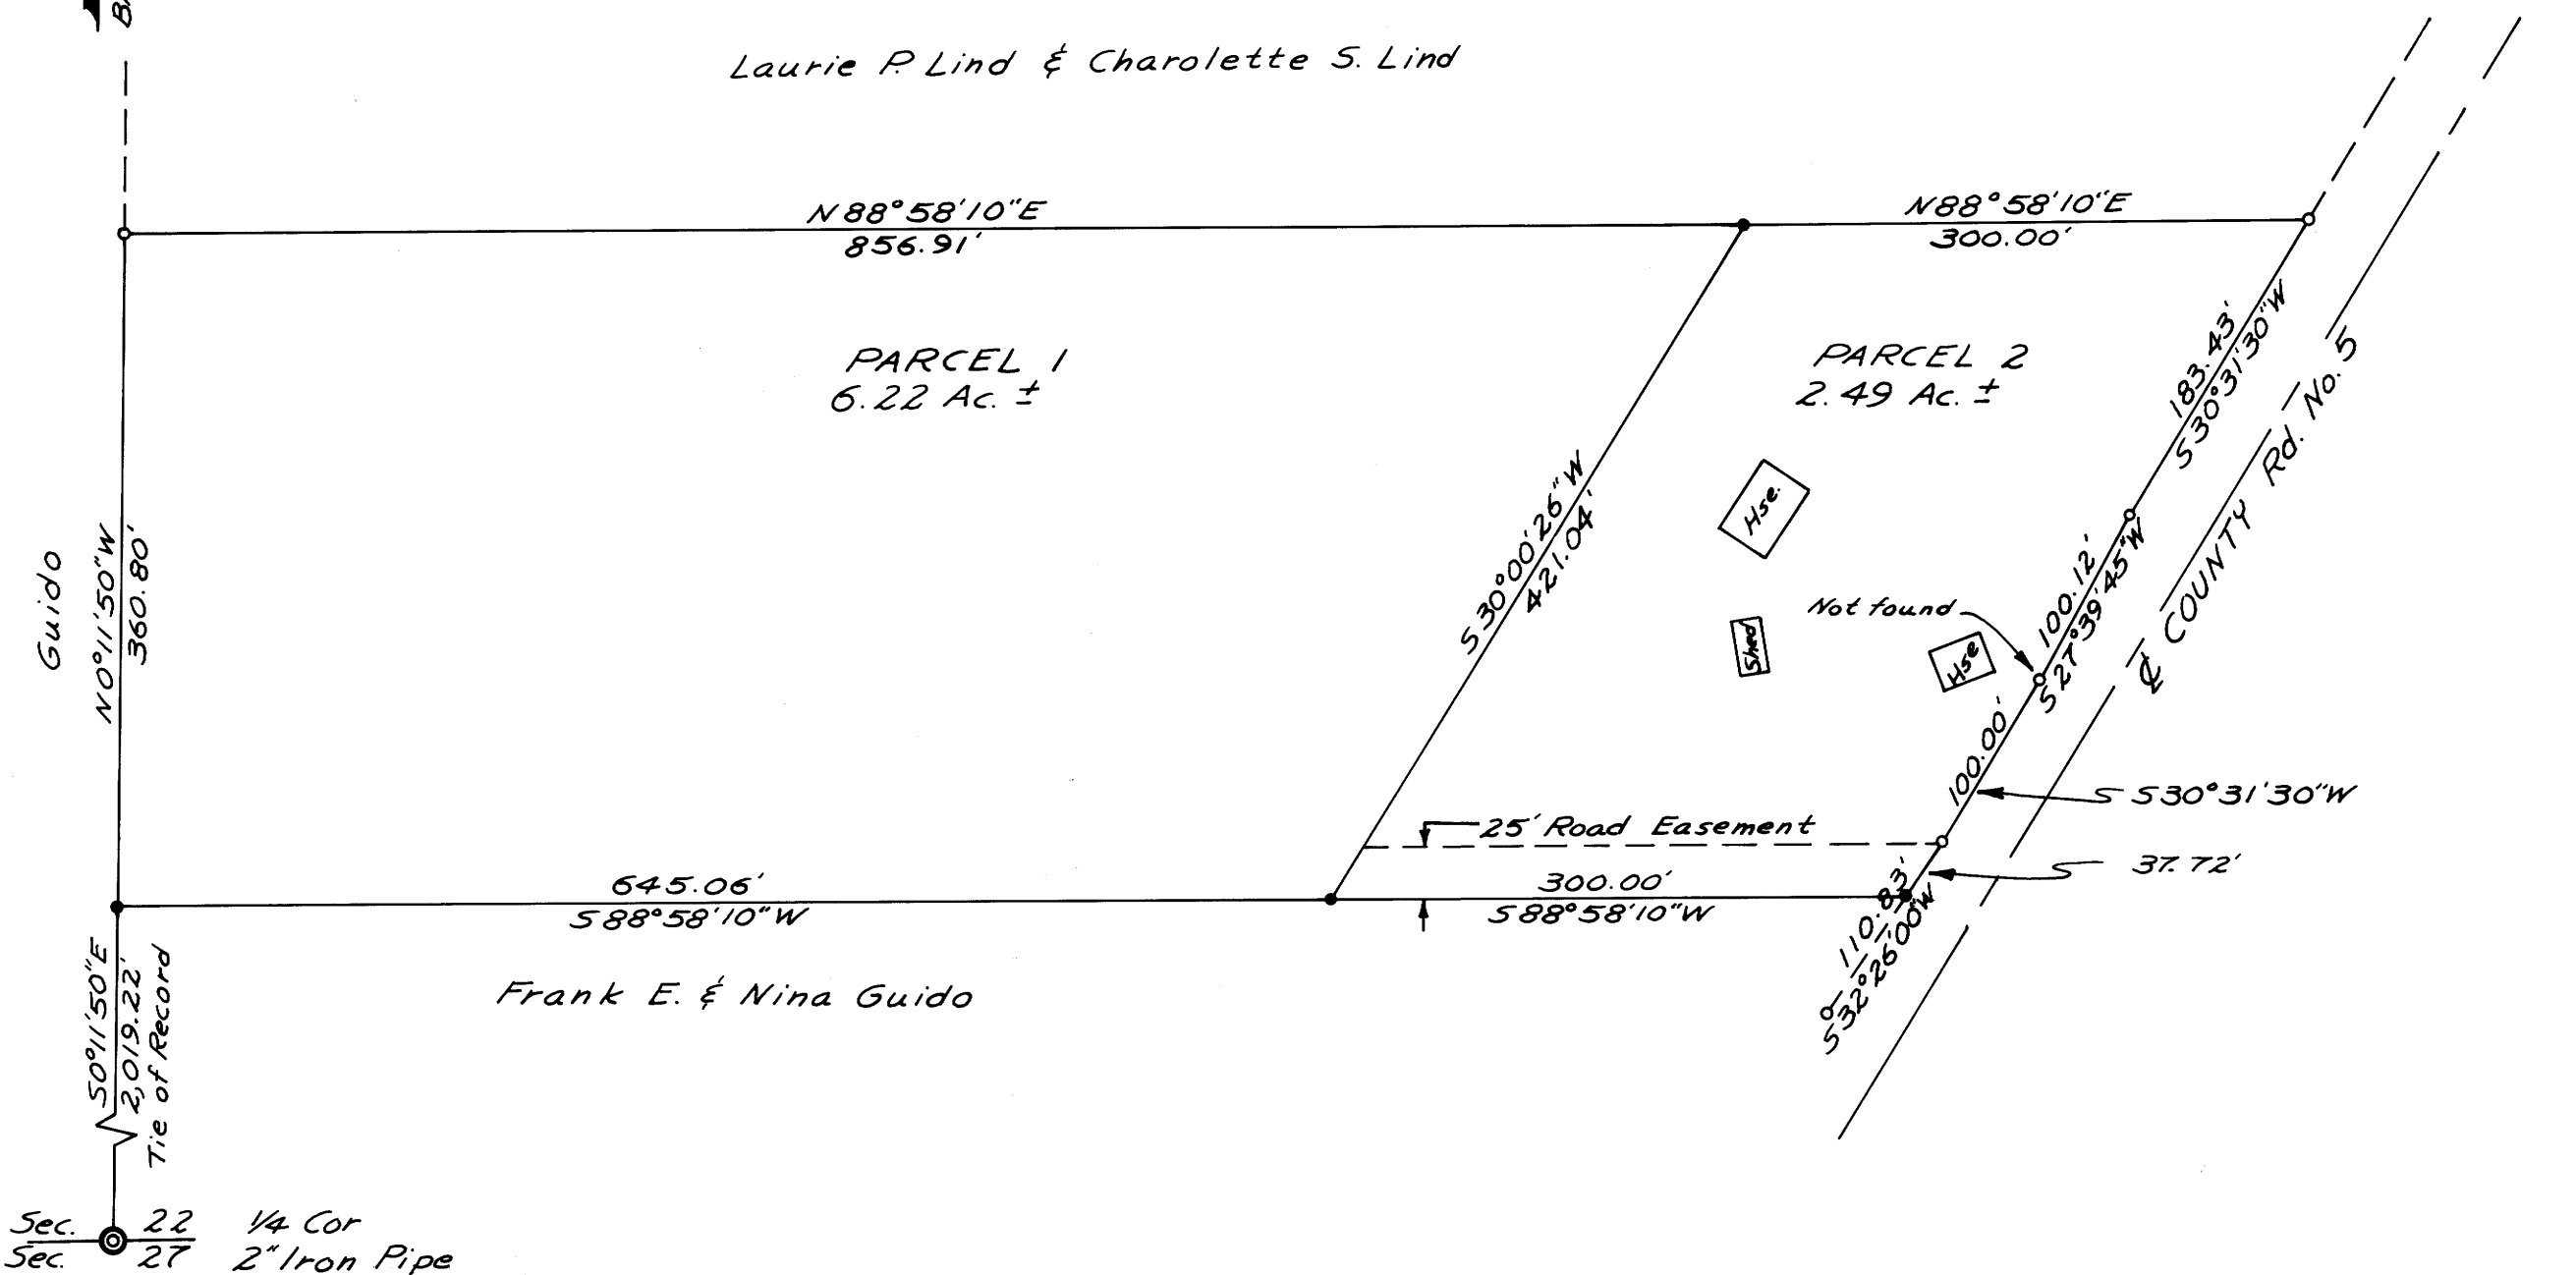 Laurie P. Lind & Charolette S. Lind
N88°58'10"E
856.91'
N88°58'10"E
300.00'
PARCEL 1
6.22 Ac. ±
PARCEL 2
2.49 Ac. ±
183.43'
S30°31'30"W
℄ COUNTY Rd. No. 5
Guido
N0°11'50"W
360.80'
S30°00'26"W
421.04'
Hse.
Shed
Hse
Not found
100.12'
S27°39'45"W
100.00'
S30°31'30"W
25' Road Easement
37.72'
645.06'
S88°58'10"W
300.00'
S88°58'10"W
110.83'
S32°26'00"W
Frank E. & Nina Guido
S0°11'50"E
2,019.22'
Tie of Record
Sec. 22 1/4 Cor
Sec. 27 2" Iron Pipe